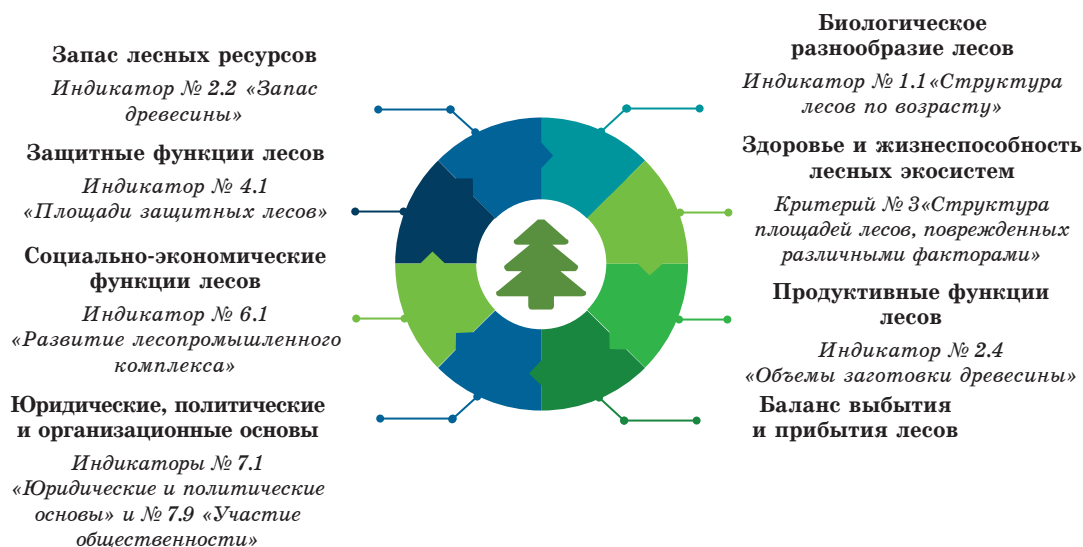 Запас лесных ресурсов
Индикатор № 2.2 «Запас
древесины»
Защитные функции лесов
Индикатор № 4.1
«Площади защитных лесов»
Социально-экономические
функции лесов
Индикатор № 6.1
«Развитие лесопромышленного
комплекса»
Юридические, политические
и организационные основы
Индикаторы № 7.1
«Юридические и политические
основы» и № 7.9 «Участие
общественности»
Биологическое
разнообразие лесов
Индикатор № 1.1«Структура
лесов по возрасту»
Здоровье и жизнеспособность
лесных экосистем
Критерий № 3«Структура
площадей лесов, поврежденных
различными факторами»
Продуктивные функции
лесов
Индикатор № 2.4
«Объемы заготовки древесины»
Баланс выбытия
и прибытия лесов